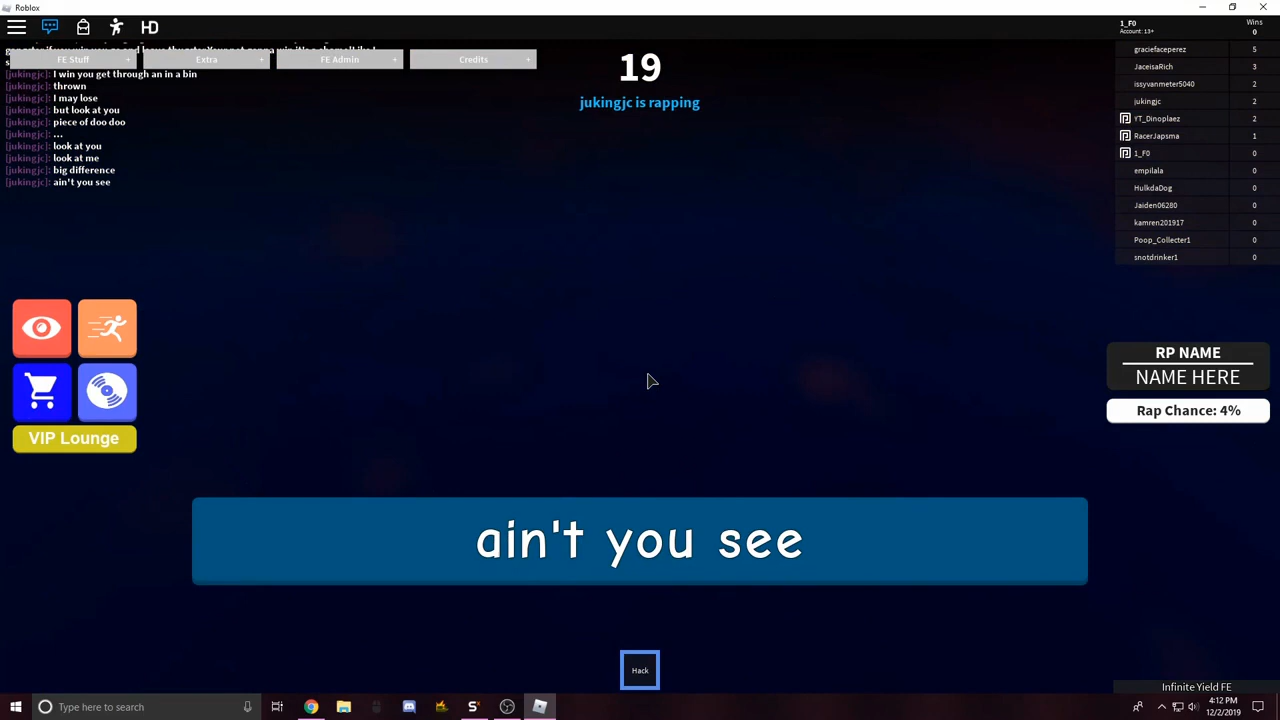 Roblox
HD
1_F0
Account: 13+
Wins
0
FE Stuff +
Extra +
FE Admin +
Credits +
[jukingjc]: I win you get through an in a bin
[jukingjc]: thrown
[jukingjc]: I may lose
[jukingjc]: but look at you
[jukingjc]: piece of doo doo
[jukingjc]: ...
[jukingjc]: look at you
[jukingjc]: look at me
[jukingjc]: big difference
[jukingjc]: ain't you see
19
jukingjc is rapping
graciefaceperez 5
JaceisaRich 3
issyvanmeter5040 2
jukingjc 2
YT_Dinoplaez 2
RacerJapsma 1
1_F0 0
empilala 0
HulkdaDog 0
Jaiden06280 0
kamren201917 0
Poop_Collecter1 0
snotdrinker1 0
VIP Lounge
RP NAME
NAME HERE
Rap Chance: 4%
ain't you see
Hack
Infinite Yield FE
Type here to search
4:12 PM
12/2/2019